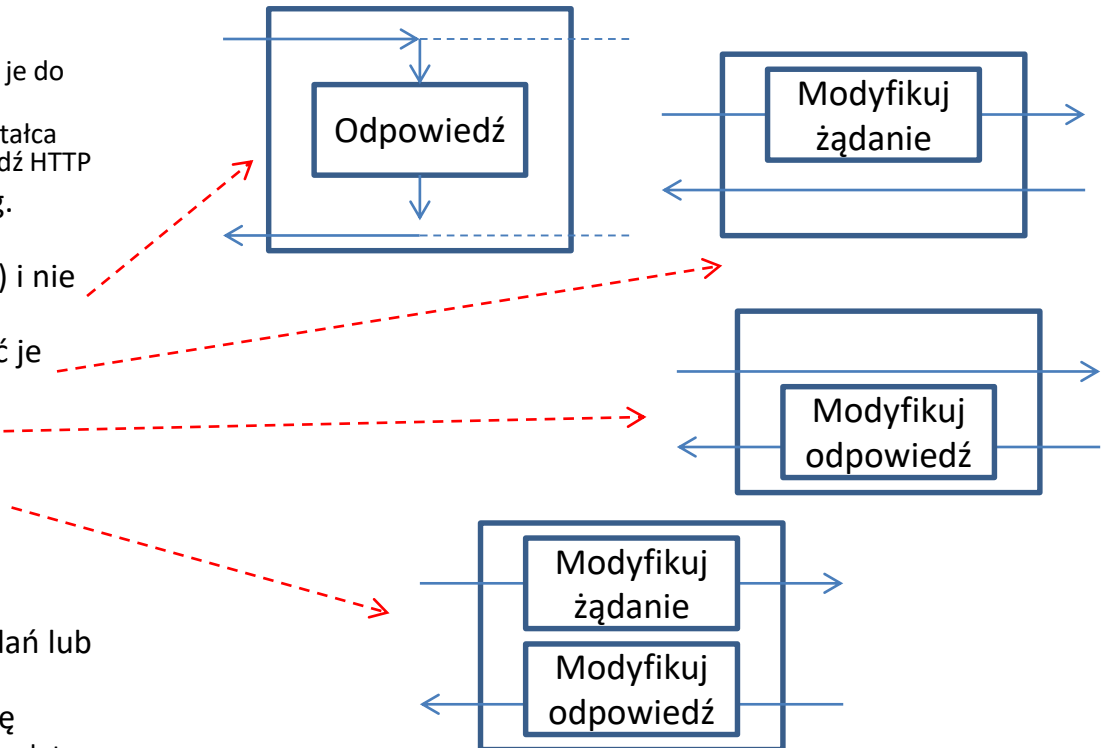 je do
tałca
dź HTTP
g.
) i nie
ć je
dań lub
ę
Odpowiedź
Modyfikuj
żądanie
Modyfikuj
odpowiedź
Modyfikuj
żądanie
Modyfikuj
odpowiedź